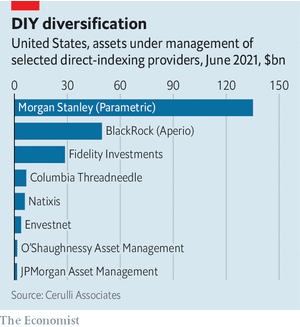 DIY diversification
United States, assets under management of
selected direct-indexing providers, June 2021, $bn
0 30 60 90 120 150
Morgan Stanley (Parametric)
BlackRock (Aperio)
Fidelity Investments
Columbia Threadneedle
Natixis
Envestnet
O'Shaughnessy Asset Management
JPMorgan Asset Management
Source: Cerulli Associates
The Economist